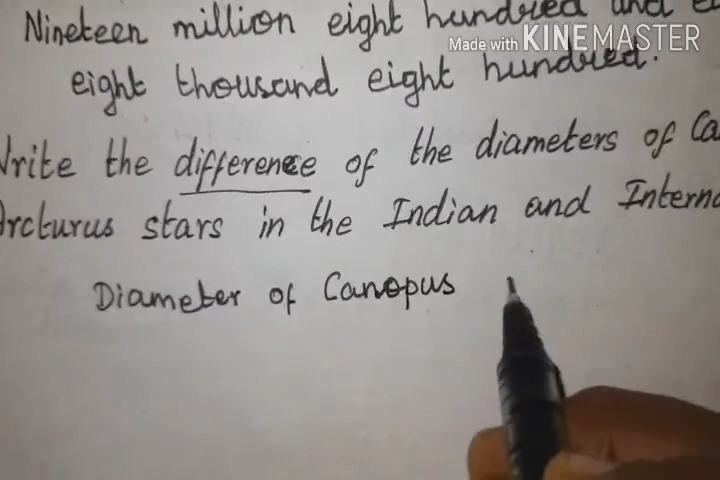 Nineteen million eight hundred and
Made with KINEMASTER
eight thousand eight hundred.
Write the difference of the diameters of
Arcturus stars in the Indian and
Diameter of Canopus